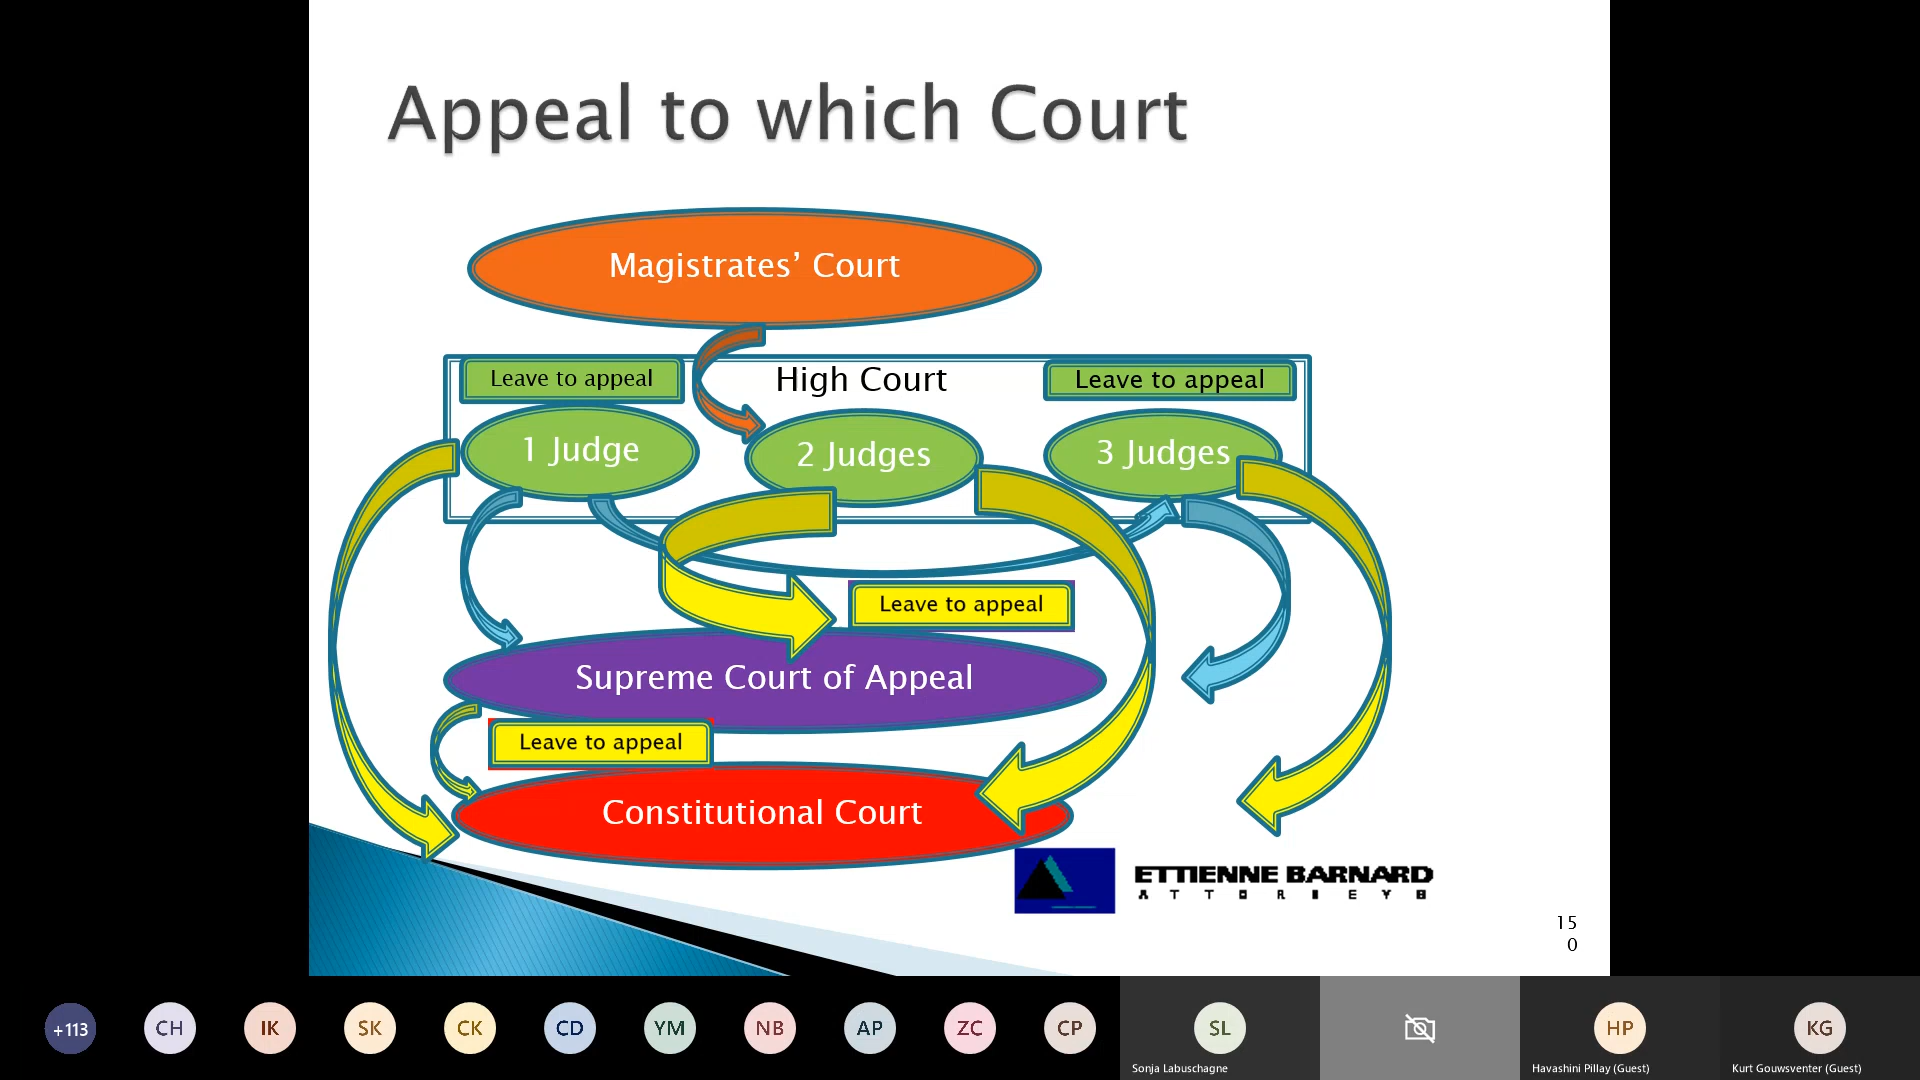 Appeal to which Court
Magistrates’ Court
Leave to appeal
High Court
Leave to appeal
1 Judge
2 Judges
3 Judges
Leave to appeal
Supreme Court of Appeal
Leave to appeal
Constitutional Court
ETTIENNE BARNARD
ATTORNEYS
15
0
+113
CH
IK
SK
CK
CD
YM
NB
AP
ZC
CP
SL
HP
KG
Sonja Labuschagne
Havashini Pillay (Guest)
Kurt Gouwsventer (Guest)